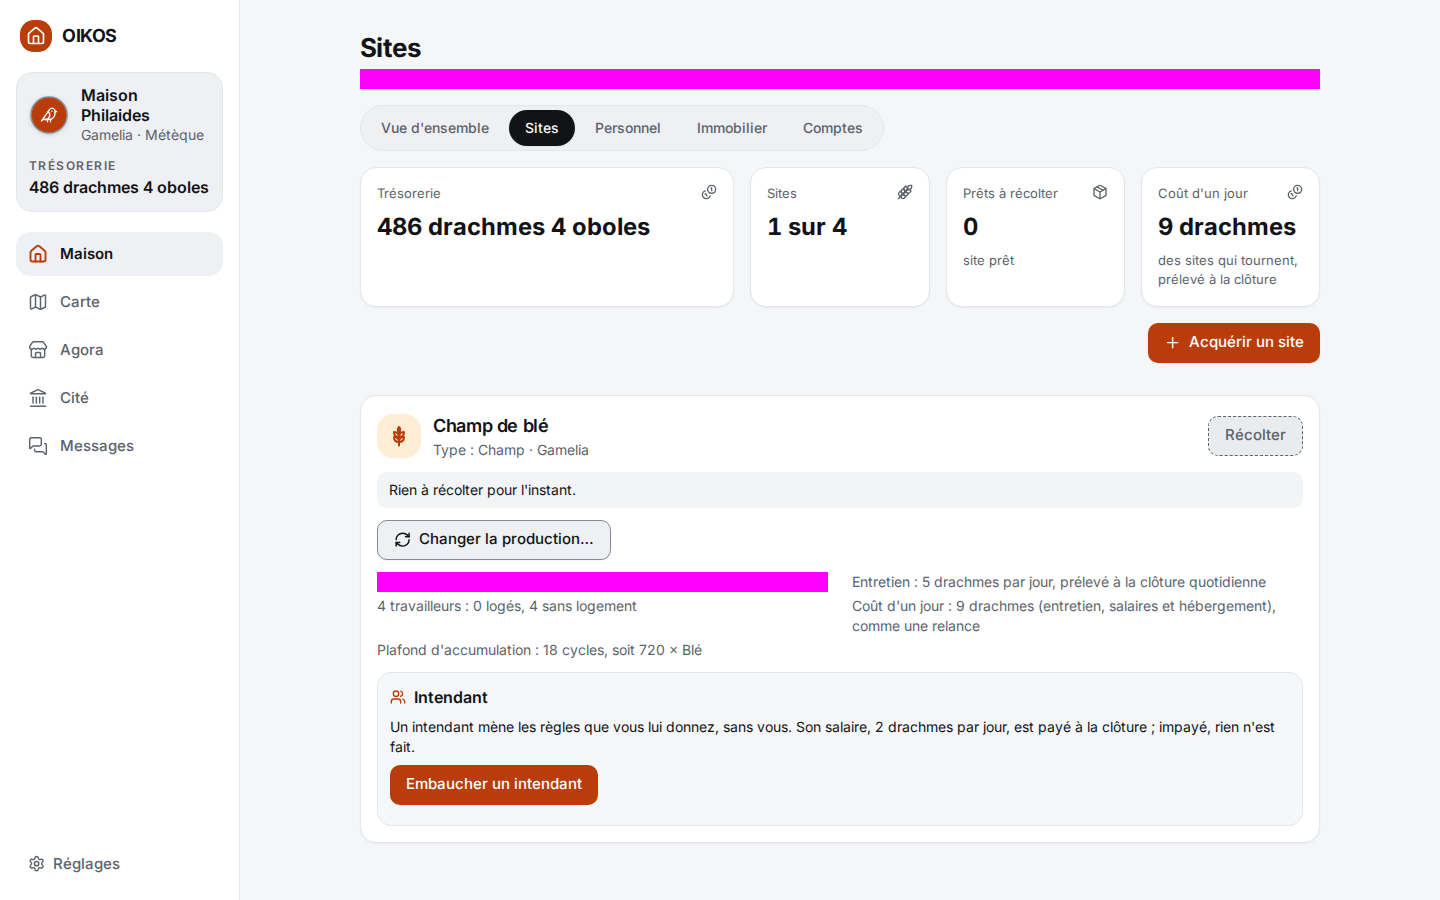 OIKOS
Maison
Philaides
Gamelia · Métèque
TRÉSORERIE
486 drachmes 4 oboles
Maison
Carte
Agora
Cité
Messages
Réglages
Sites
Vue d'ensemble
Sites
Personnel
Immobilier
Comptes
Trésorerie
486 drachmes 4 oboles
Sites
1 sur 4
Prêts à récolter
0
site prêt
Coût d'un jour
9 drachmes
des sites qui tournent,
prélevé à la clôture
Acquérir un site
Champ de blé
Type : Champ · Gamelia
Récolter
Rien à récolter pour l'instant.
Changer la production...
Entretien : 5 drachmes par jour, prélevé à la clôture quotidienne
4 travailleurs : 0 logés, 4 sans logement
Coût d'un jour : 9 drachmes (entretien, salaires et hébergement),
comme une relance
Plafond d'accumulation : 18 cycles, soit 720 × Blé
Intendant
Un intendant mène les règles que vous lui donnez, sans vous. Son salaire, 2 drachmes par jour, est payé à la clôture ; impayé, rien n'est
fait.
Embaucher un intendant